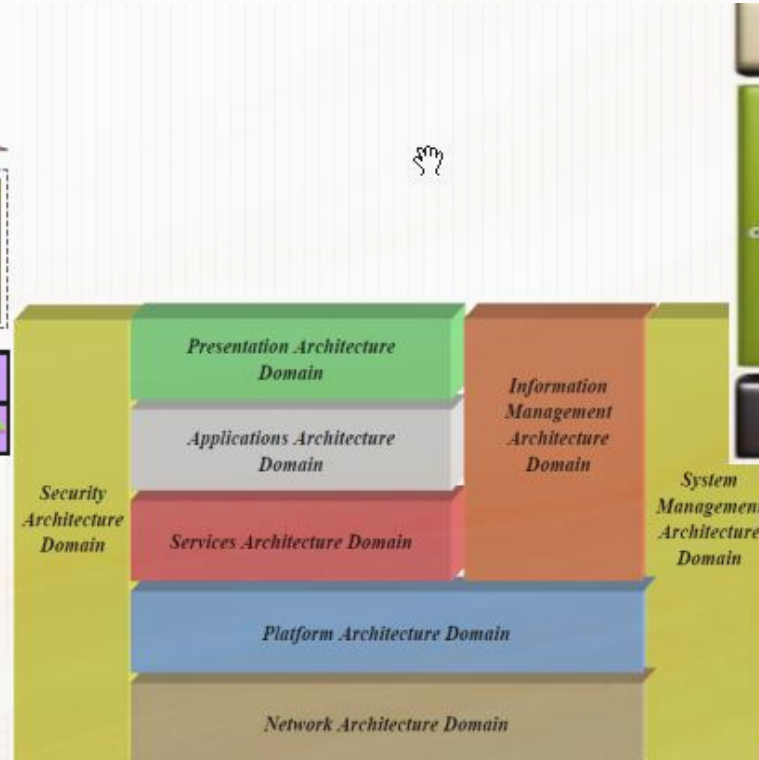 Presentation Architecture
Domain
Applications Architecture
Domain
Services Architecture Domain
Information
Management
Architecture
Domain
Security
Architecture
Domain
System
Managemen
Architecture
Domain
Platform Architecture Domain
Network Architecture Domain